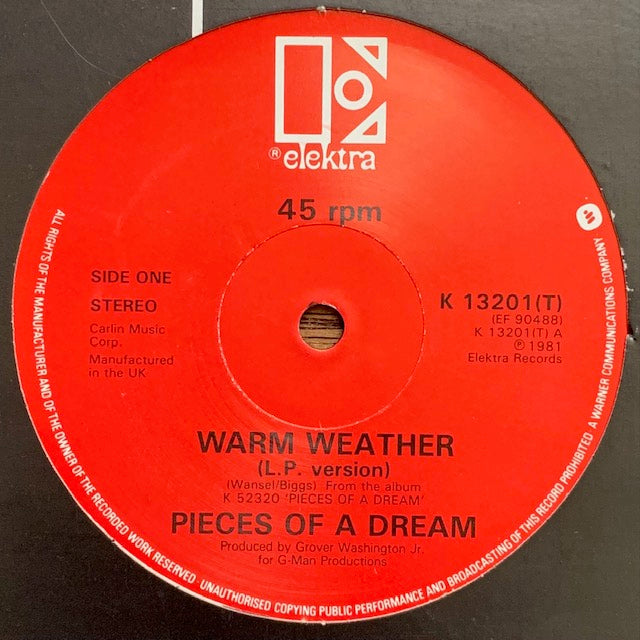 ® elektra
45 rpm
SIDE ONE
STEREO
Carlin Music
Corp.
Manufactured
in the UK
K 13201(T)
(EF 90488)
K 13201(T) A
℗ 1981
Elektra Records
WARM WEATHER
(L.P. version)
(Wansel/Biggs) From the album
K 52320 'PIECES OF A DREAM'
PIECES OF A DREAM
Produced by Grover Washington Jr.
for G-Man Productions
ALL RIGHTS OF THE MANUFACTURER AND OF THE OWNER OF THE RECORDED WORK RESERVED. UNAUTHORISED COPYING PUBLIC PERFORMANCE AND BROADCASTING OF THIS RECORD PROHIBITED A WARNER COMMUNICATIONS COMPANY